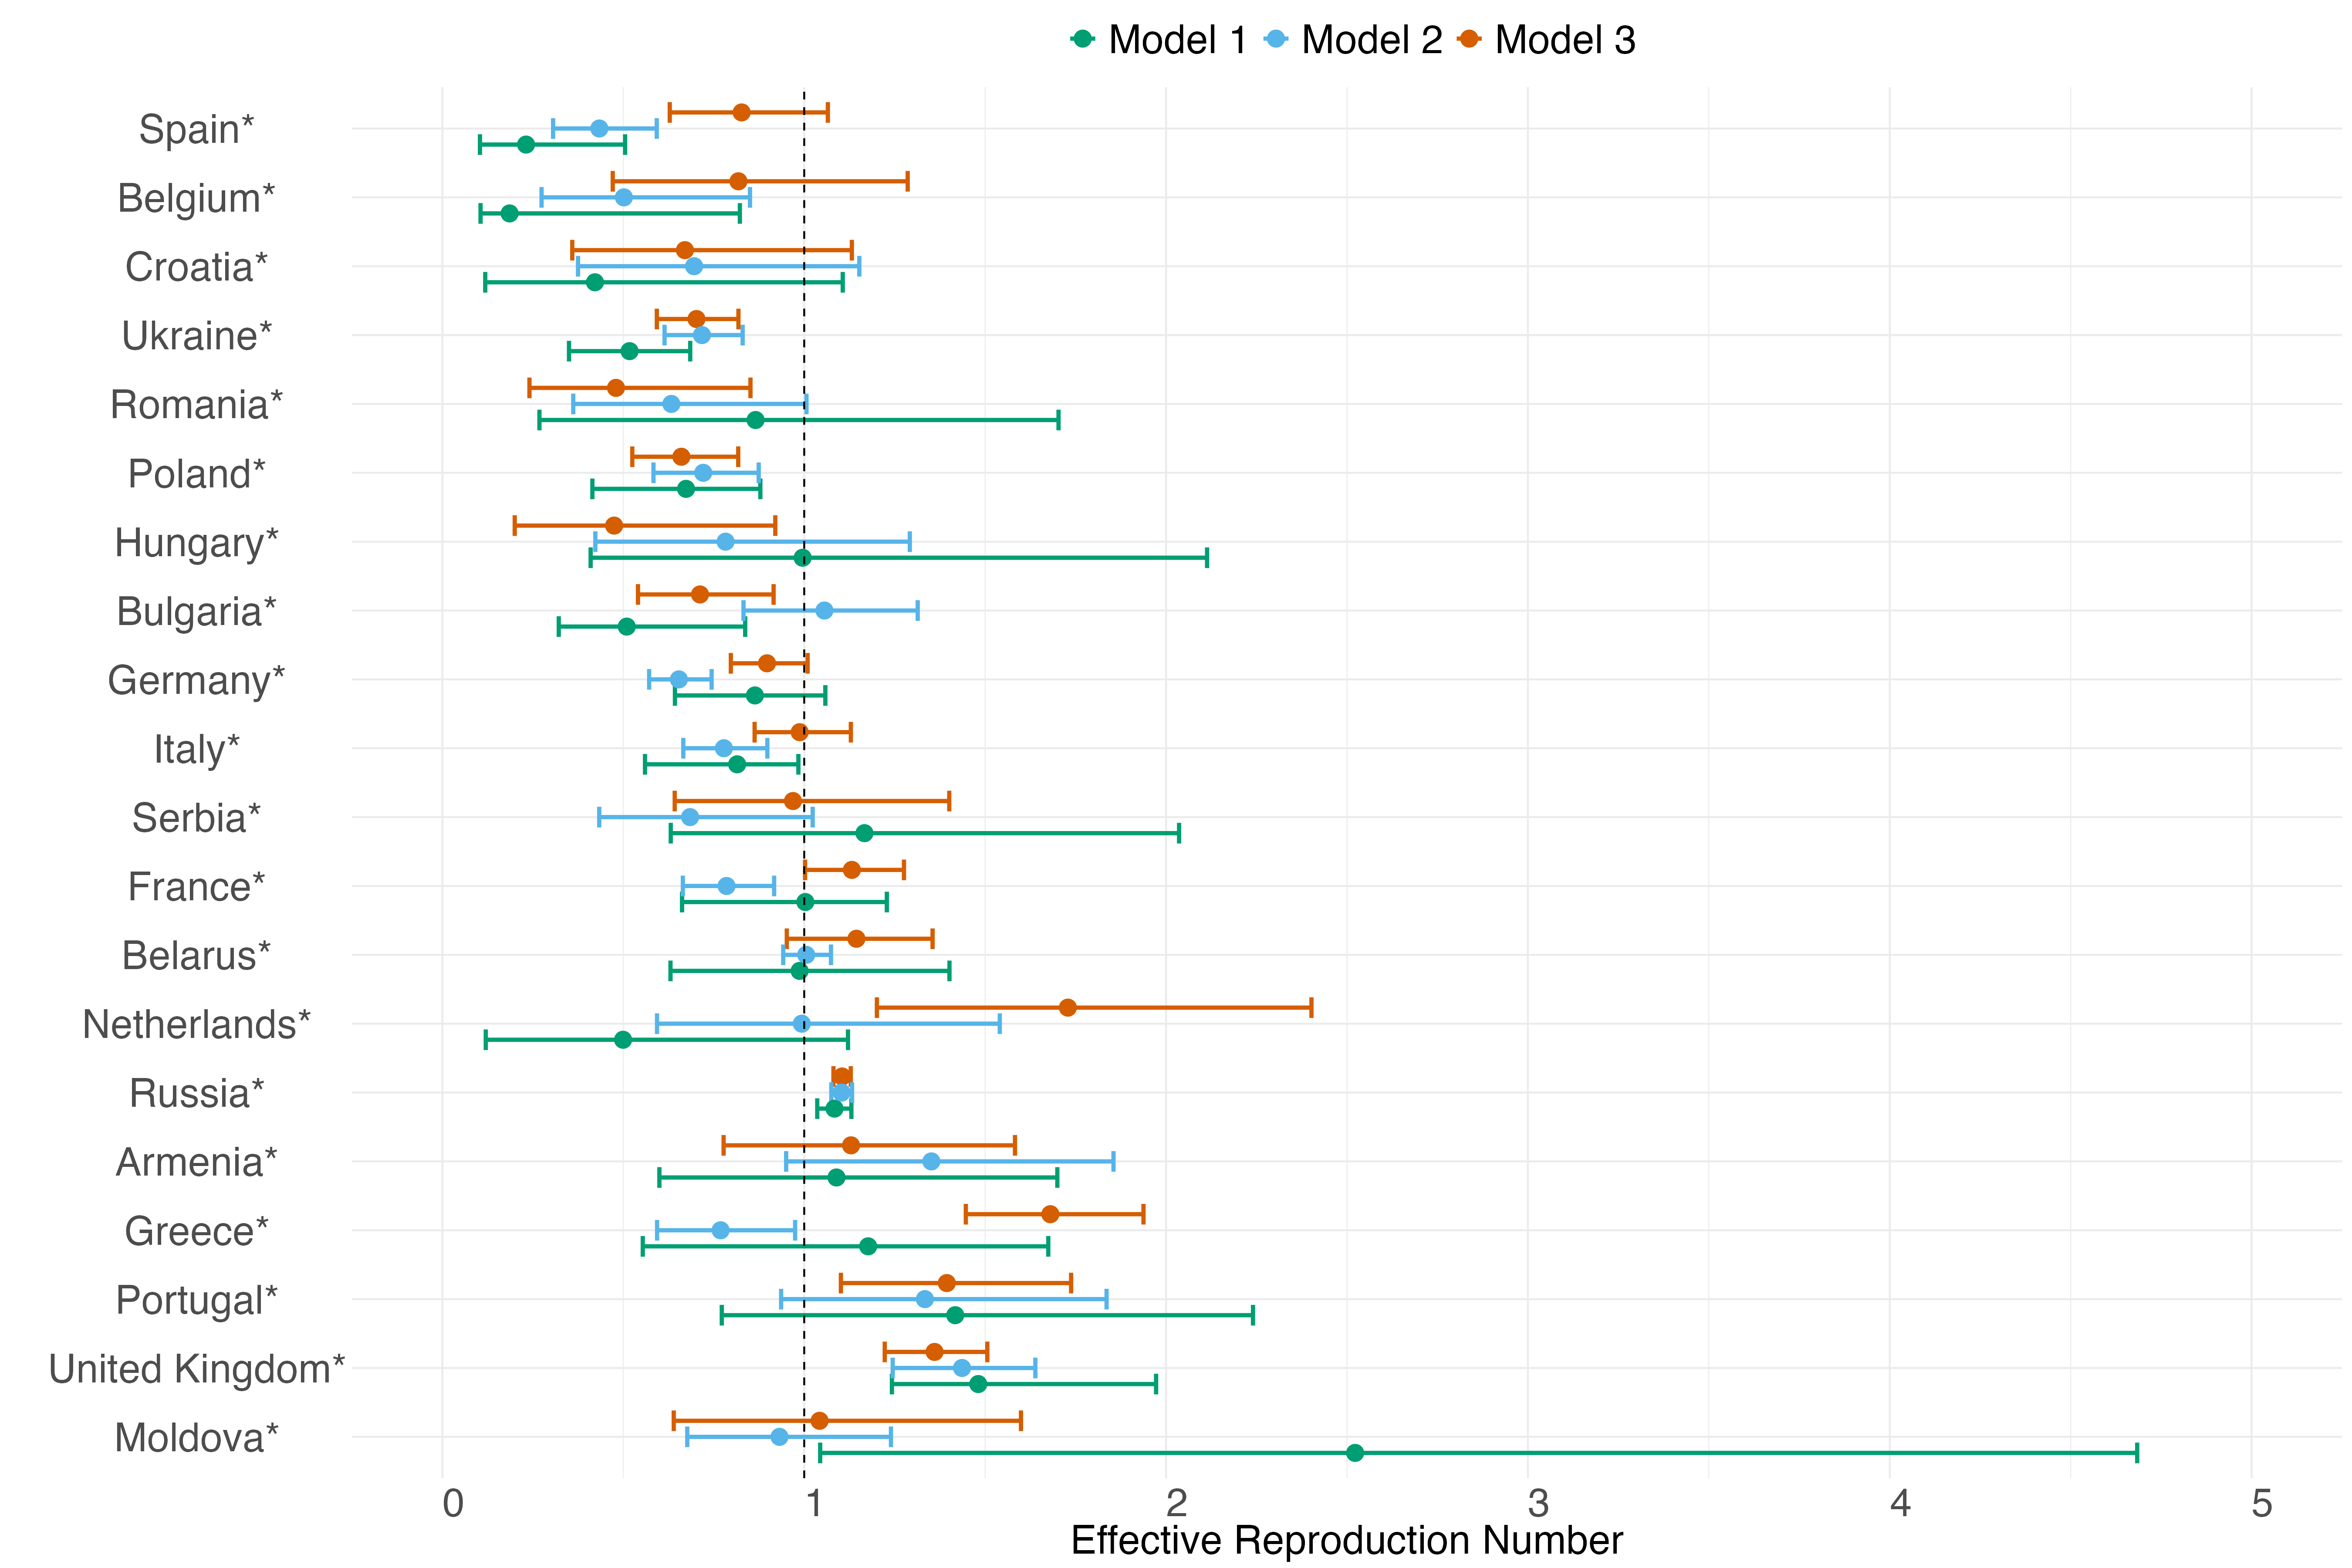 Model 1 Model 2 Model 3
Spain*
Belgium*
Croatia*
Ukraine*
Romania*
Poland*
Hungary*
Bulgaria*
Germany*
Italy*
Serbia*
France*
Belarus*
Netherlands*
Russia*
Armenia*
Greece*
Portugal*
United Kingdom*
Moldova*
0 1 2 3 4 5
Effective Reproduction Number